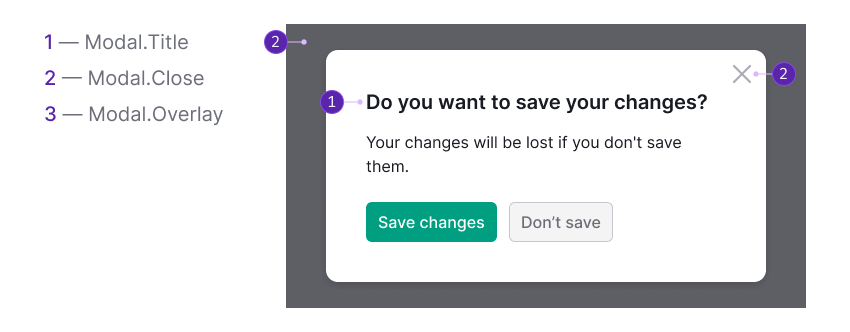 1 — Modal.Title
2 — Modal.Close
3 — Modal.Overlay
2
2
1
Do you want to save your changes?
Your changes will be lost if you don't save
them.
Save changes
Don’t save